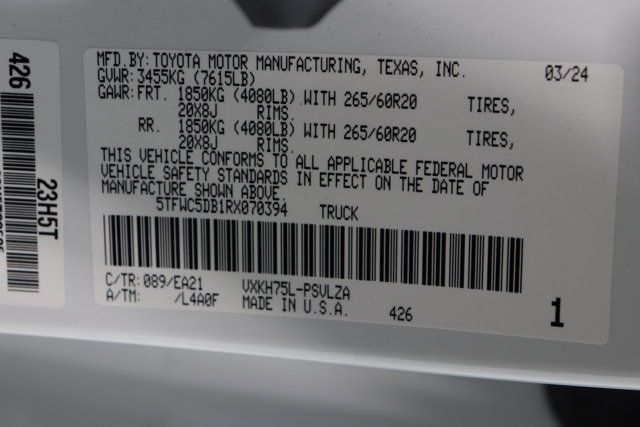 MFD.BY:TOYOTA MOTOR MANUFACTURING, TEXAS, INC. 03/24
GVWR: 3455KG (7615LB)
GAWR:FRT. 1850KG (4080LB) WITH 265/60R20 TIRES,
20X8J RIMS.
RR. 1850KG (4080LB) WITH 265/60R20 TIRES,
20X8J RIMS.
THIS VEHICLE CONFORMS TO ALL APPLICABLE FEDERAL MOTOR
VEHICLE SAFETY STANDARDS IN EFFECT ON THE DATE OF
MANUFACTURE SHOWN ABOVE.
5TFWC5DB1RX070394 TRUCK
C/TR: 089/EA21 VXKH75L-PSVLZA
A/TM: /L4A0F MADE IN U.S.A. 426 1
426
23H5T